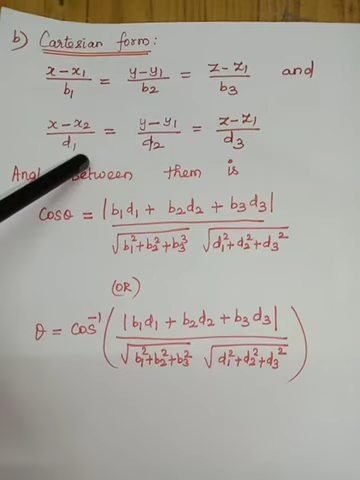 b) Cartesian form:
(x-x₁)/b₁ = (y-y₁)/b₂ = (z-z₁)/b₃ and
(x-x₂)/d₁ = (y-y₁)/d₂ = (z-z₁)/d₃
between them is
Cosθ = |b₁d₁ + b₂d₂ + b₃d₃| / (√(b₁²+b₂²+b₃³) √(d₁²+d₂²+d₃²))
(OR)
θ = Cos⁻¹(|b₁d₁ + b₂d₂ + b₃d₃| / (√(b₁²+b₂²+b₃²) √(d₁²+d₂²+d₃²)))